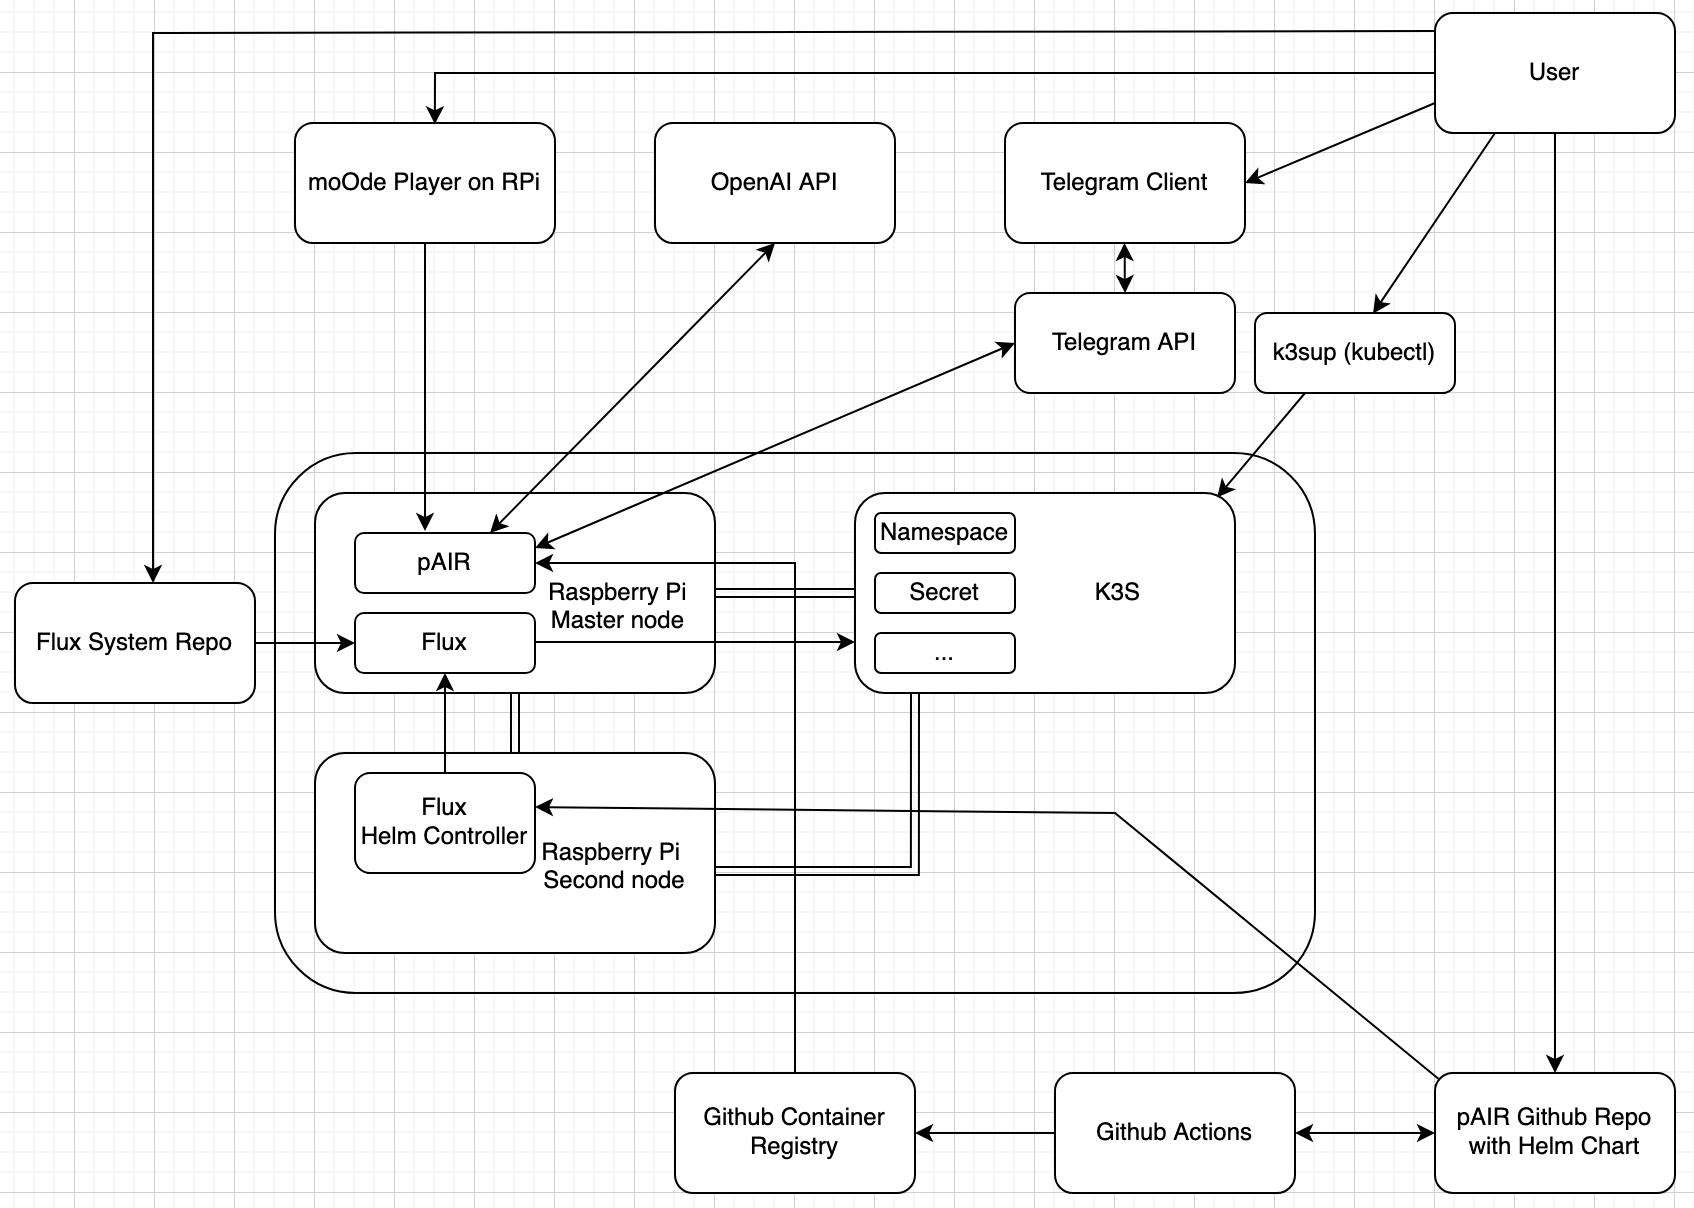 User
moOde Player on RPi
OpenAI API
Telegram Client
Telegram API
k3sup (kubectl)
pAIR
Raspberry Pi
Master node
Flux
Namespace
Secret
...
K3S
Flux System Repo
Flux
Helm Controller
Raspberry Pi
Second node
Github Container
Registry
Github Actions
pAIR Github Repo
with Helm Chart